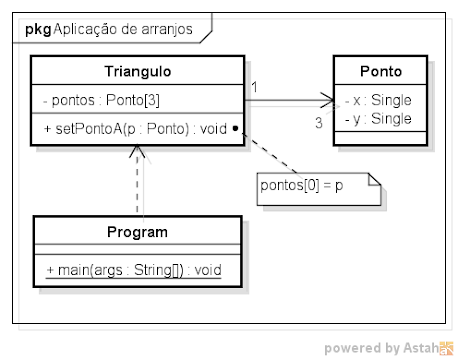 pkg Aplicação de arranjos
Triangulo
- pontos : Ponto[3]
+ setPontoA(p : Ponto) : void
1
3
Ponto
- x : Single
- y : Single
pontos[0] = p
Program
+ main(args : String[]) : void
powered by Astah